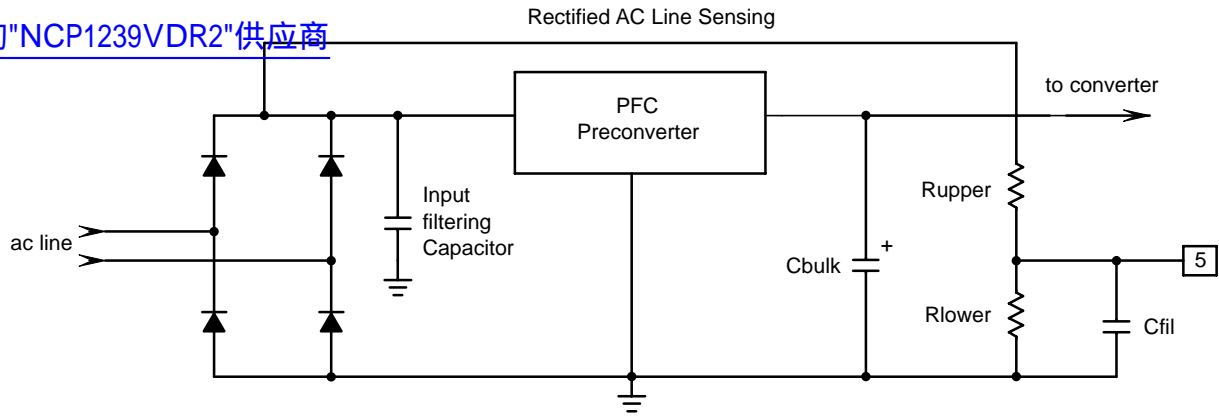 Rectified AC Line Sensing
"NCP1239VDR2"供应商
to converter
PFC
Preconverter
Rupper
Input
filtering
Capacitor
ac line
+
Cbulk
5
Rlower
Cfil